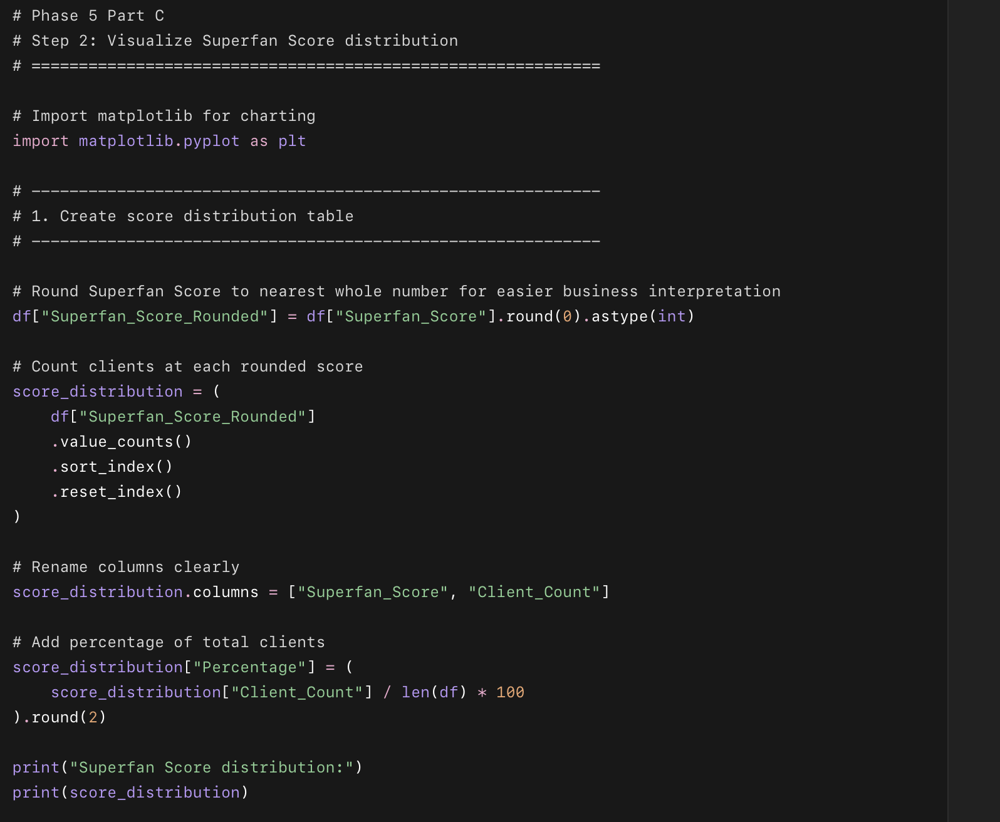 # Phase 5 Part C
# Step 2: Visualize Superfan Score distribution
# ============================================================
# Import matplotlib for charting
import matplotlib.pyplot as plt
# ------------------------------------------------------------
# 1. Create score distribution table
# ------------------------------------------------------------
# Round Superfan Score to nearest whole number for easier business interpretation
df["Superfan_Score_Rounded"] = df["Superfan_Score"].round(0).astype(int)
# Count clients at each rounded score
score_distribution = (
    df["Superfan_Score_Rounded"]
    .value_counts()
    .sort_index()
    .reset_index()
)
# Rename columns clearly
score_distribution.columns = ["Superfan_Score", "Client_Count"]
# Add percentage of total clients
score_distribution["Percentage"] = (
    score_distribution["Client_Count"] / len(df) * 100
).round(2)
print("Superfan Score distribution:")
print(score_distribution)